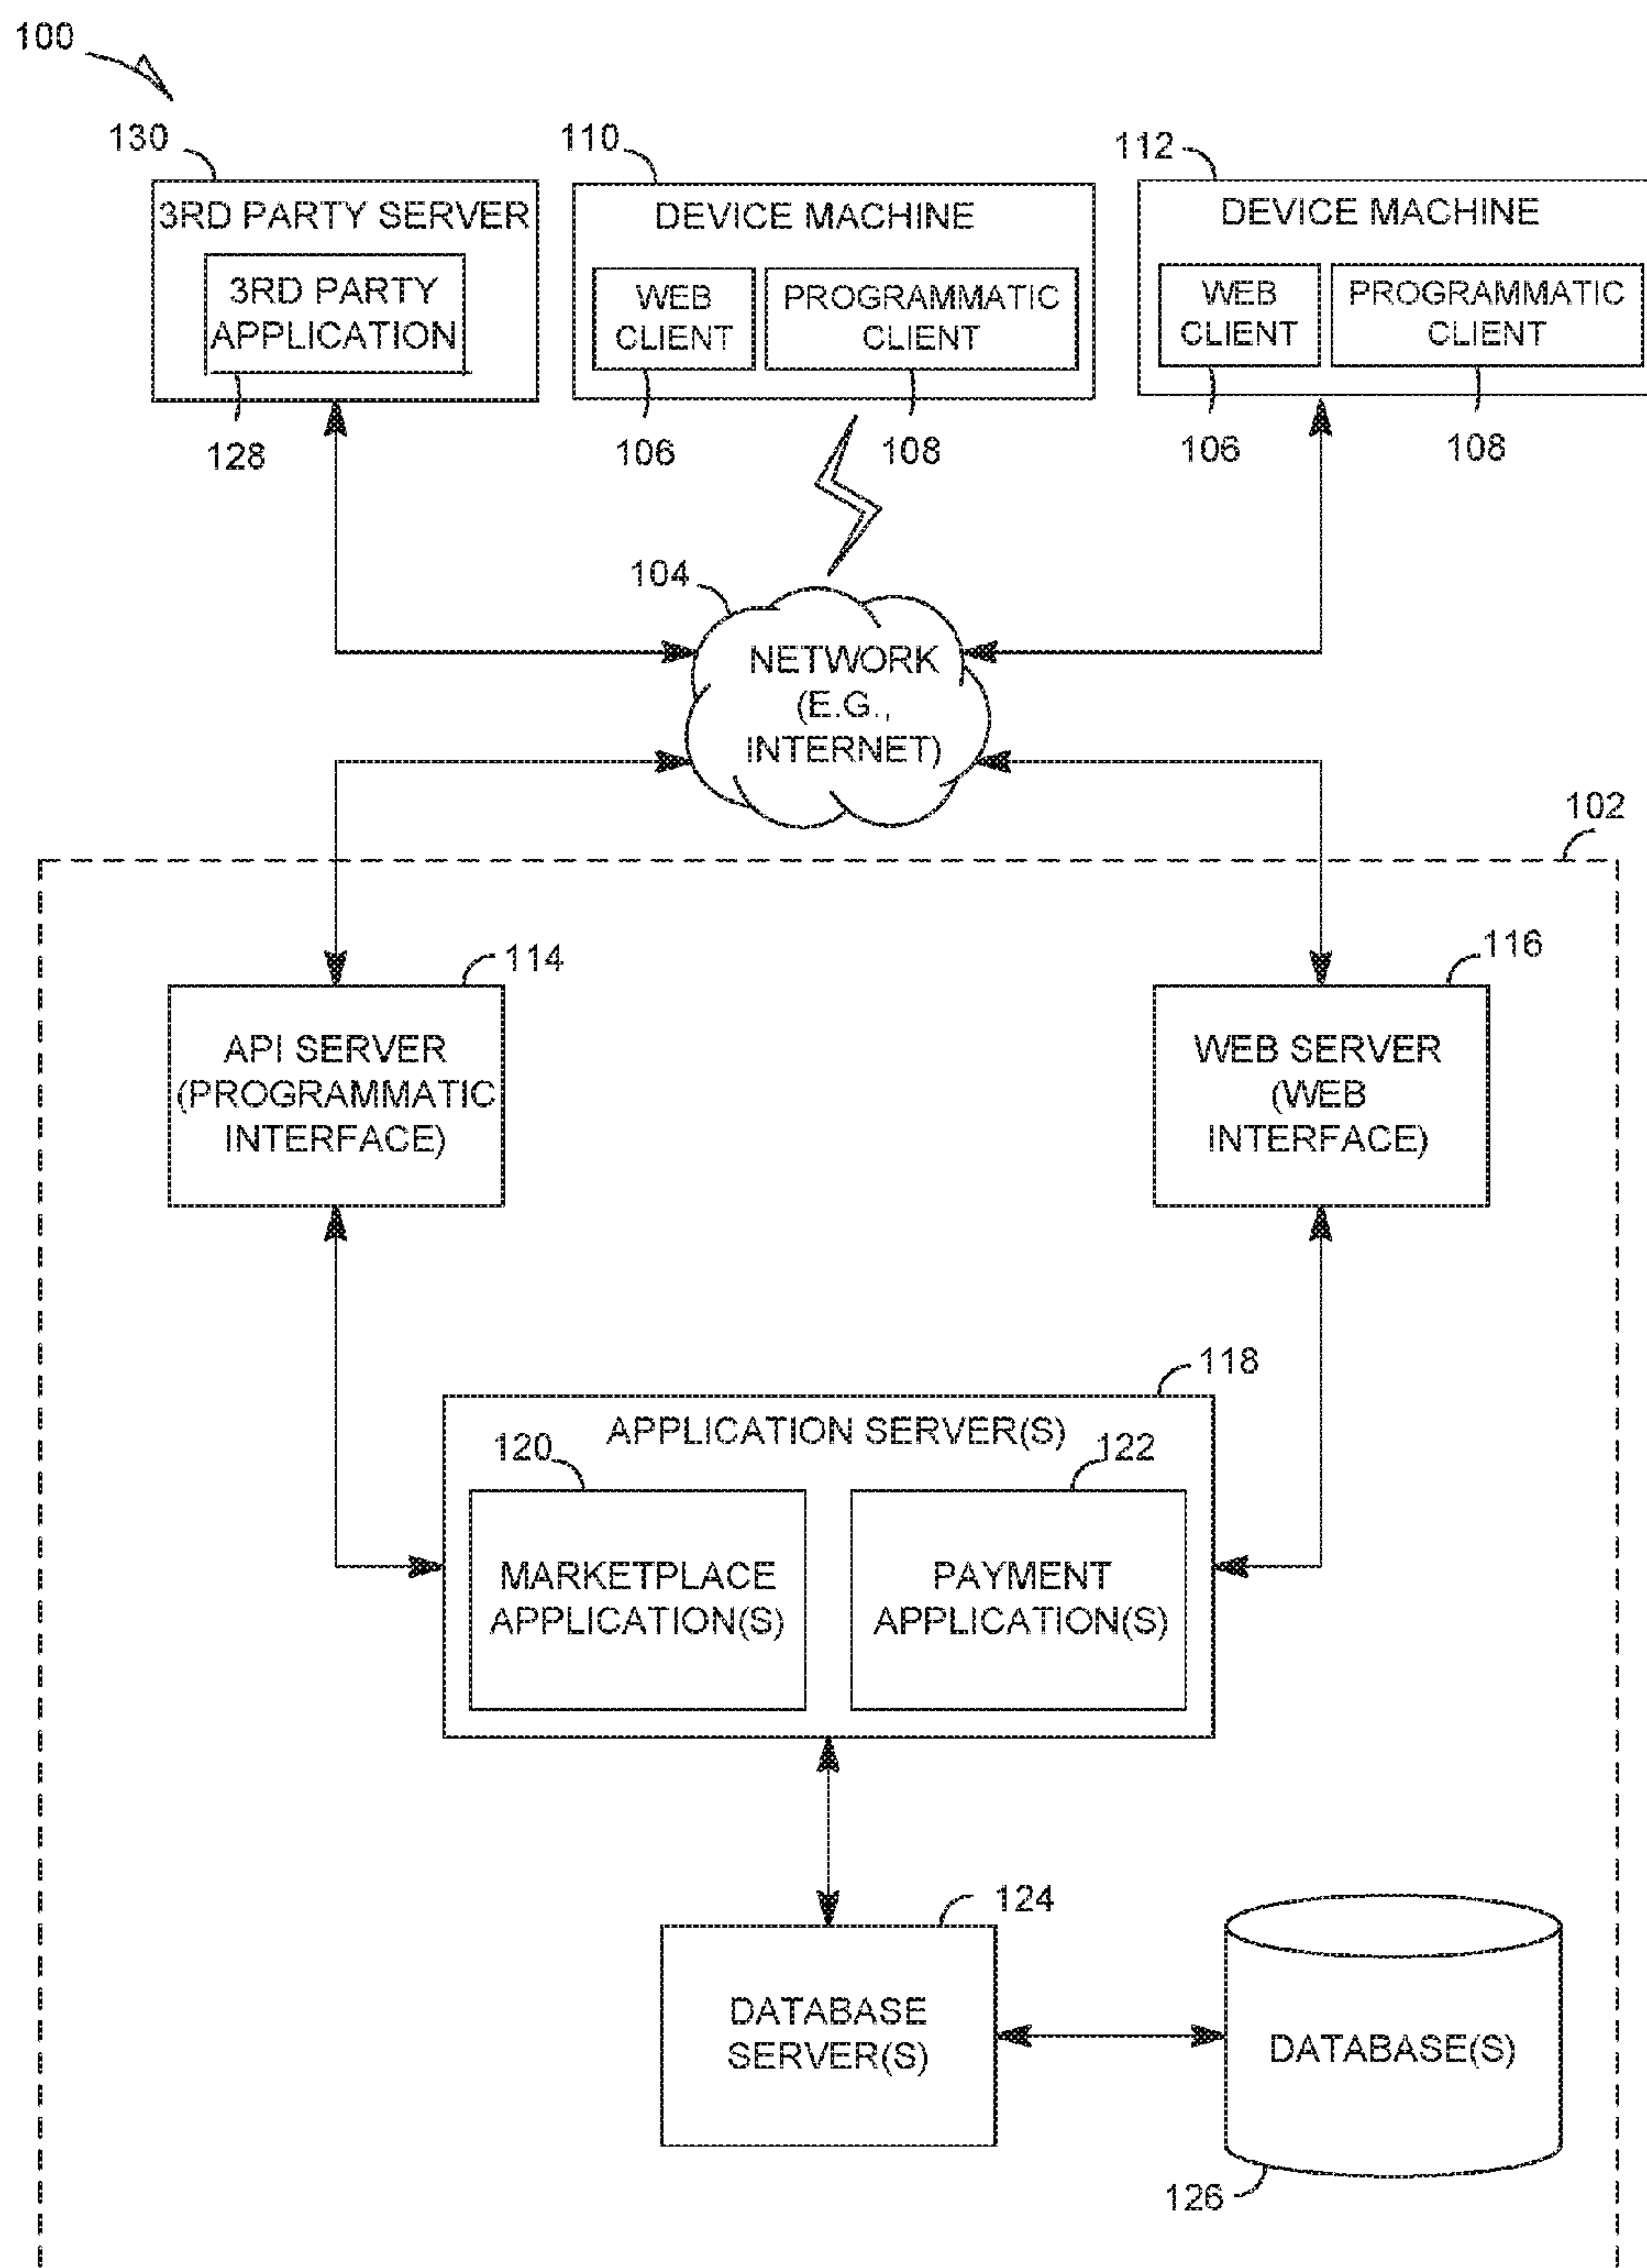 100
130
110
112
3RD PARTY SERVER
3RD PARTY
APPLICATION
128
DEVICE MACHINE
WEB
CLIENT
PROGRAMMATIC
CLIENT
106
108
DEVICE MACHINE
WEB
CLIENT
PROGRAMMATIC
CLIENT
106
108
104
NETWORK
(E.G.,
INTERNET)
102
114
API SERVER
(PROGRAMMATIC
INTERFACE)
116
WEB SERVER
(WEB
INTERFACE)
118
APPLICATION SERVER(S)
120
122
MARKETPLACE
APPLICATION(S)
PAYMENT
APPLICATION(S)
124
DATABASE
SERVER(S)
DATABASE(S)
126